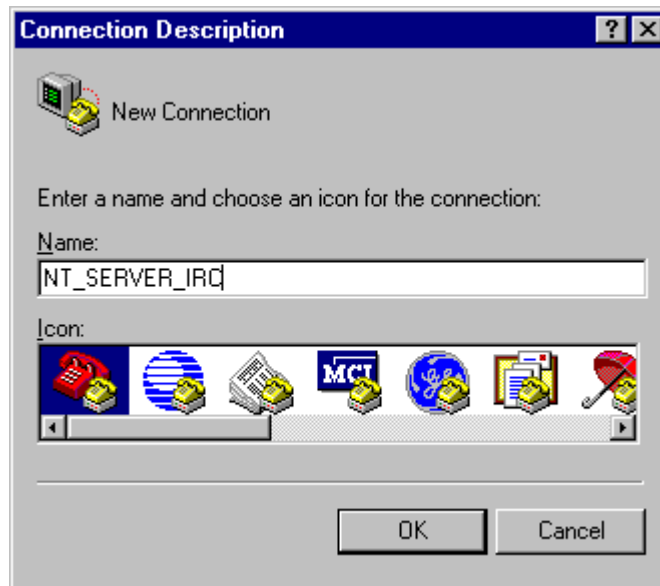 Connection Description
New Connection
Enter a name and choose an icon for the connection:
Name:
NT_SERVER_IRC
Icon:
MCI
OK Cancel